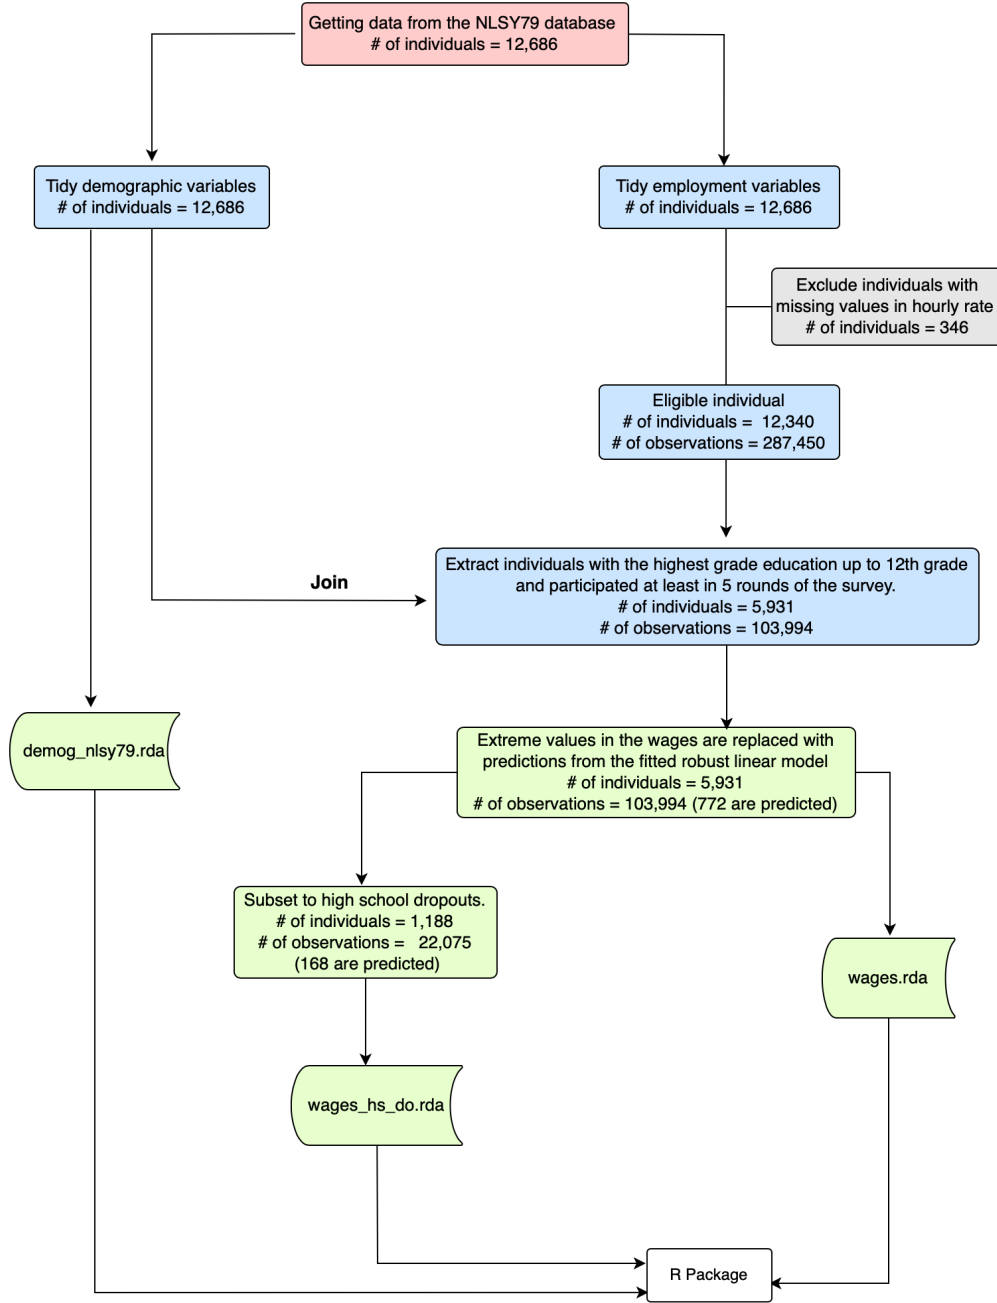 Getting data from the NLSY79 database
# of individuals = 12,686
Tidy demographic variables
# of individuals = 12,686
Tidy employment variables
# of individuals = 12,686
Exclude individuals with
missing values in hourly rate
# of individuals = 346
Eligible individual
# of individuals = 12,340
# of observations = 287,450
Join
Extract individuals with the highest grade education up to 12th grade
and participated at least in 5 rounds of the survey.
# of individuals = 5,931
# of observations = 103,994
demog_nlsy79.rda
Extreme values in the wages are replaced with
predictions from the fitted robust linear model
# of individuals = 5,931
# of observations = 103,994 (772 are predicted)
Subset to high school dropouts.
# of individuals = 1,188
# of observations = 22,075
(168 are predicted)
wages.rda
wages_hs_do.rda
R Package